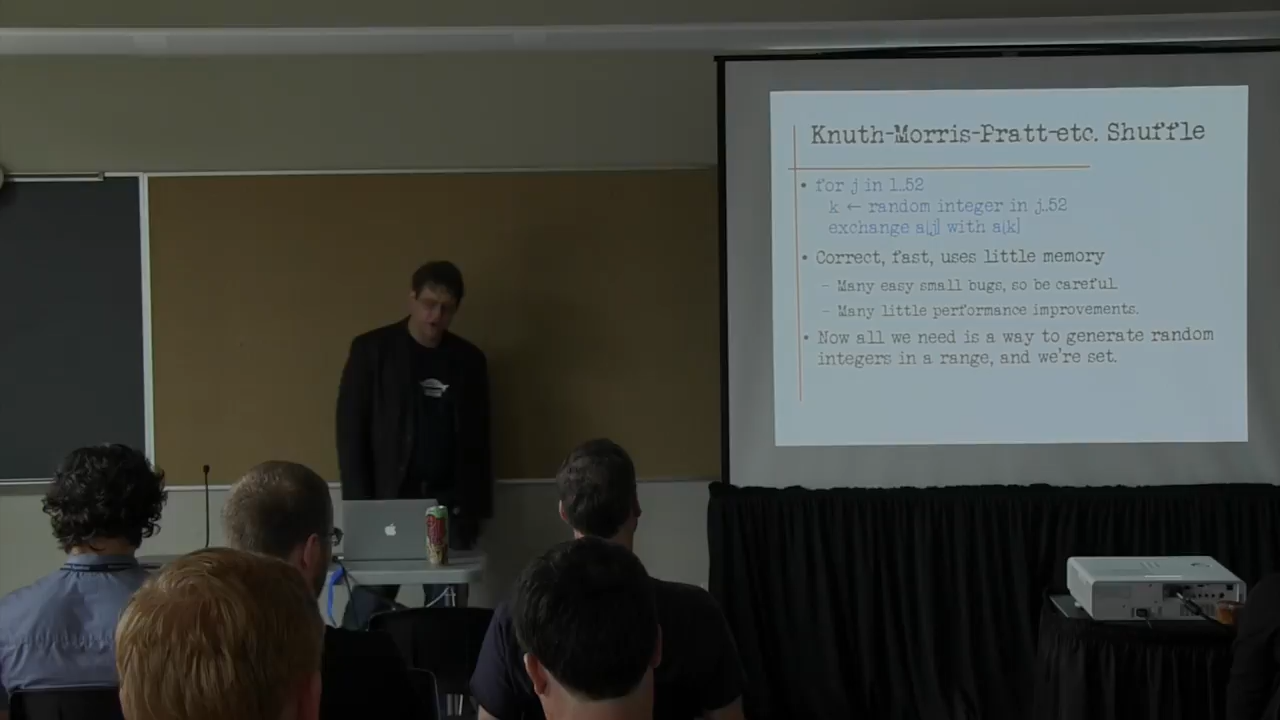 Knuth-Morris-Pratt-etc. Shuffle
• for j in 1..52
k ← random integer in j..52
exchange a[j] with a[k]
• Correct, fast, uses little memory
– Many easy small bugs, so be careful.
– Many little performance improvements.
• Now all we need is a way to generate random
integers in a range, and we're set.